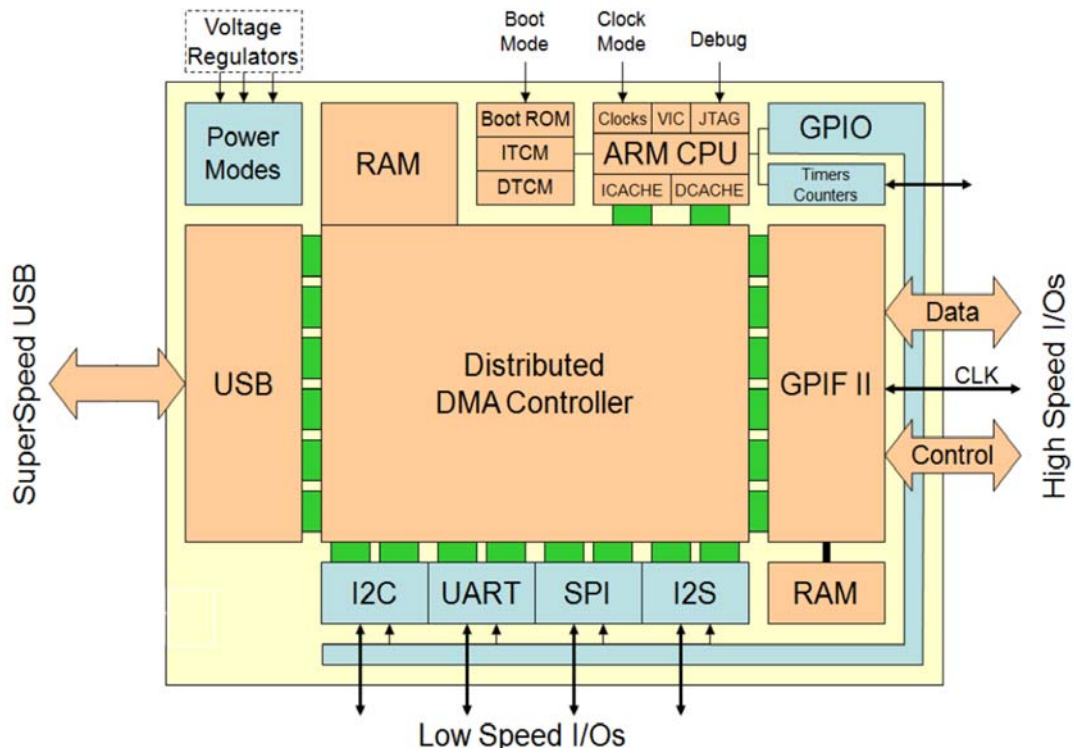 Voltage
Regulators
Boot
Mode
Clock
Mode
Debug
Power
Modes
RAM
Boot ROM
ITCM
DTCM
Clocks
VIC
JTAG
ARM CPU
ICACHE
DCACHE
GPIO
Timers
Counters
SuperSpeed USB
USB
Distributed
DMA Controller
GPIF II
Data
CLK
Control
High Speed I/Os
I2C
UART
SPI
I2S
RAM
Low Speed I/Os